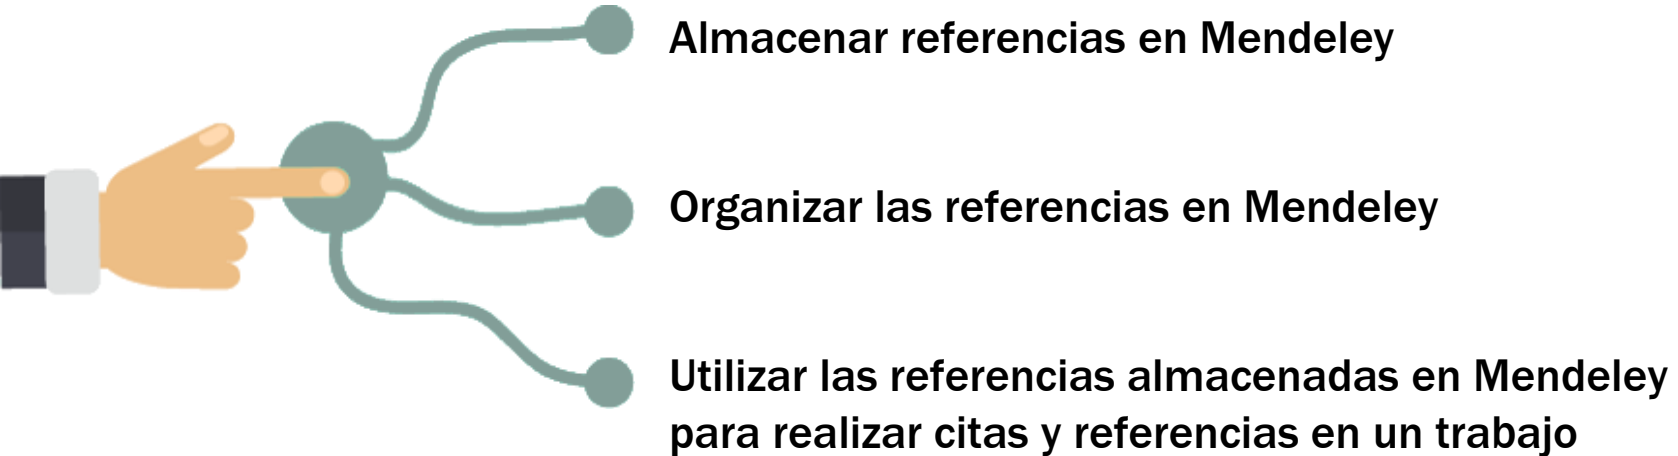 Almacenar referencias en Mendeley
Organizar las referencias en Mendeley
Utilizar las referencias almacenadas en Mendeley
para realizar citas y referencias en un trabajo